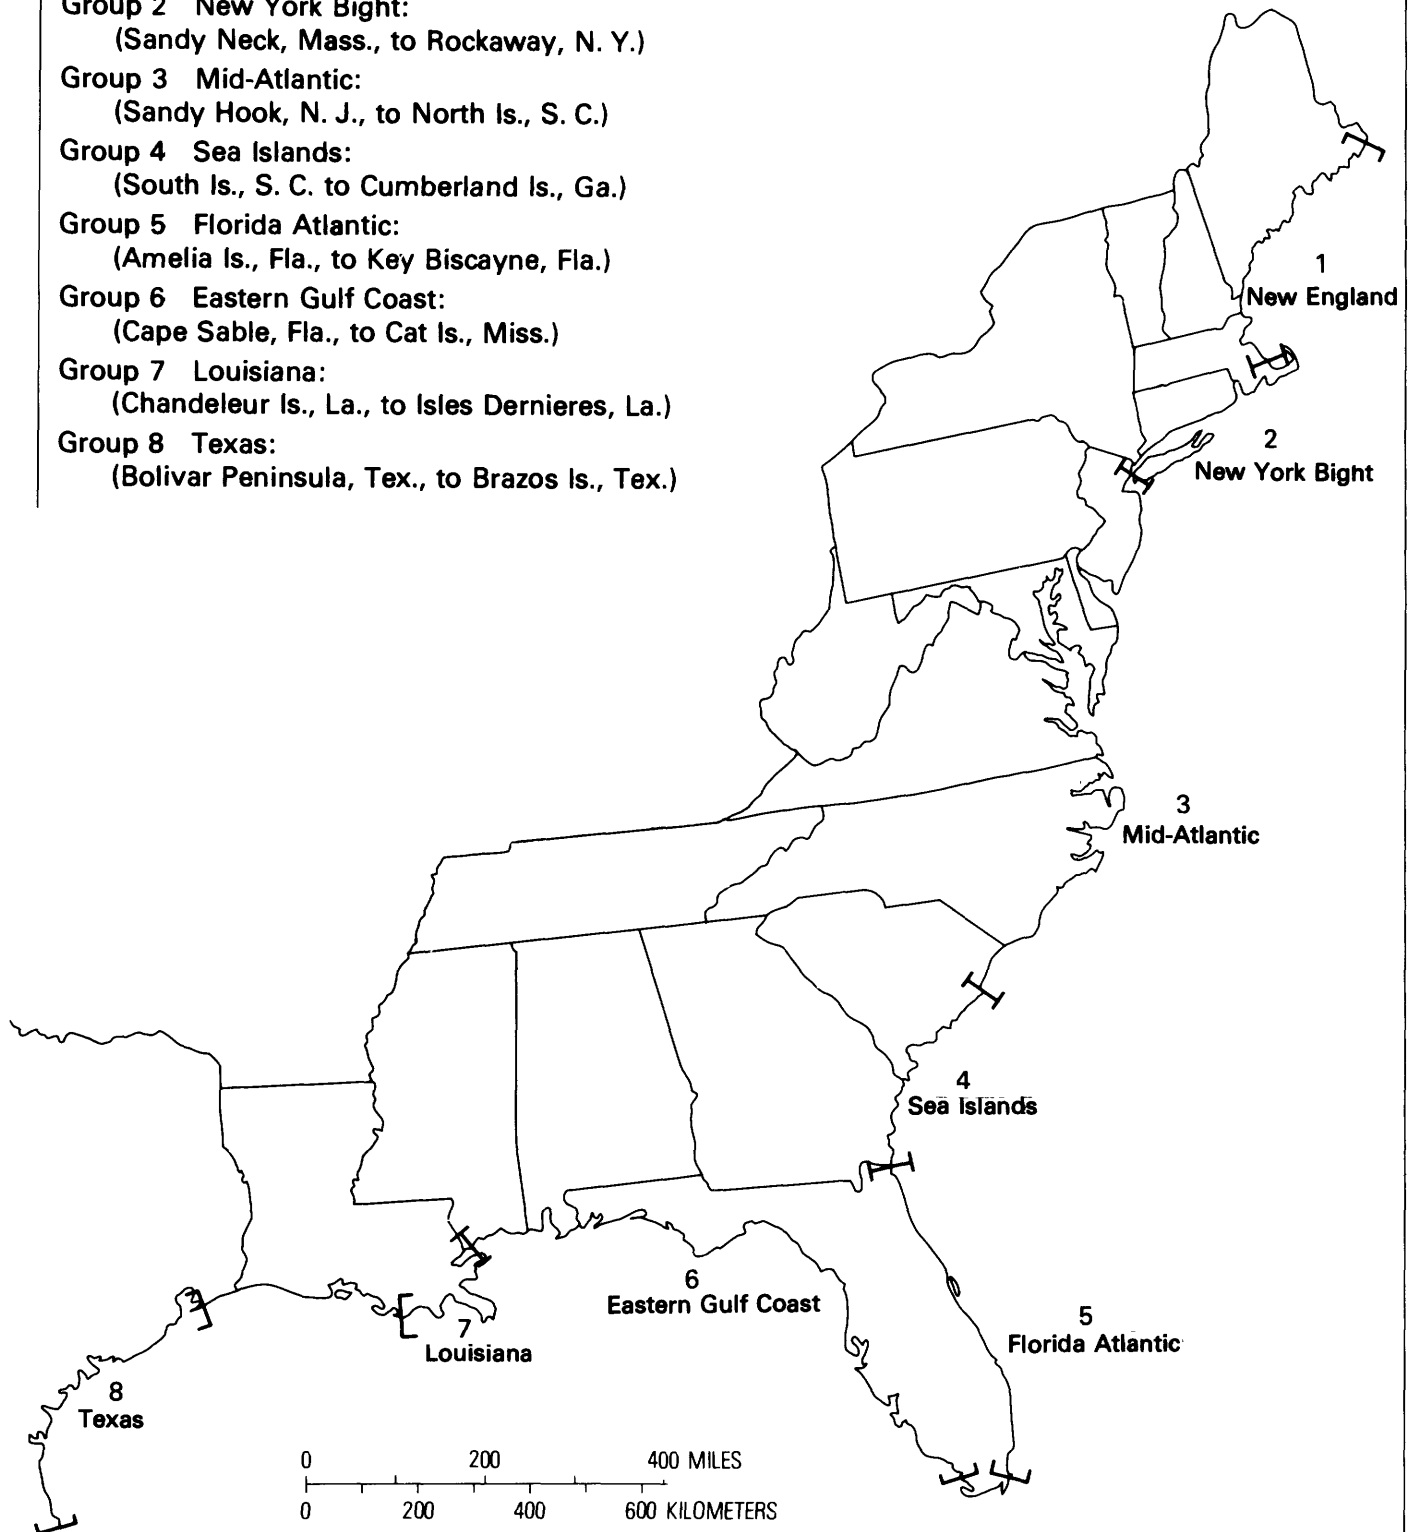 Group 2 New York Bight:
(Sandy Neck, Mass., to Rockaway, N. Y.)
Group 3 Mid-Atlantic:
(Sandy Hook, N. J., to North Is., S. C.)
Group 4 Sea Islands:
(South Is., S. C. to Cumberland Is., Ga.)
Group 5 Florida Atlantic:
(Amelia Is., Fla., to Key Biscayne, Fla.)
Group 6 Eastern Gulf Coast:
(Cape Sable, Fla., to Cat Is., Miss.)
Group 7 Louisiana:
(Chandeleur Is., La., to Isles Dernieres, La.)
Group 8 Texas:
(Bolivar Peninsula, Tex., to Brazos Is., Tex.)
1
New England
2
New York Bight
3
Mid-Atlantic
4
Sea Islands
5
Florida Atlantic
6
Eastern Gulf Coast
7
Louisiana
8
Texas
0 200 400 MILES
0 200 400 600 KILOMETERS